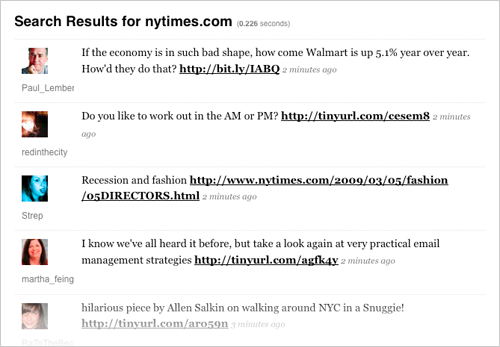 Search Results for nytimes.com (0.226 seconds)
If the economy is in such bad shape, how come Walmart is up 5.1% year over year.
How'd they do that? http://bit.ly/IABQ 2 minutes ago
Paul_Lember
Do you like to work out in the AM or PM? http://tinyurl.com/cesem8 2 minutes
ago
redinthecity
Recession and fashion http://www.nytimes.com/2009/03/05/fashion
/05DIRECTORS.html 2 minutes ago
Strep
I know we've all heard it before, but take a look again at very practical email
management strategies http://tinyurl.com/agfk4y 2 minutes ago
martha_feing
hilarious piece by Allen Salkin on walking around NYC in a Snuggie!
http://tinyurl.com/aro59n 3 minutes ago